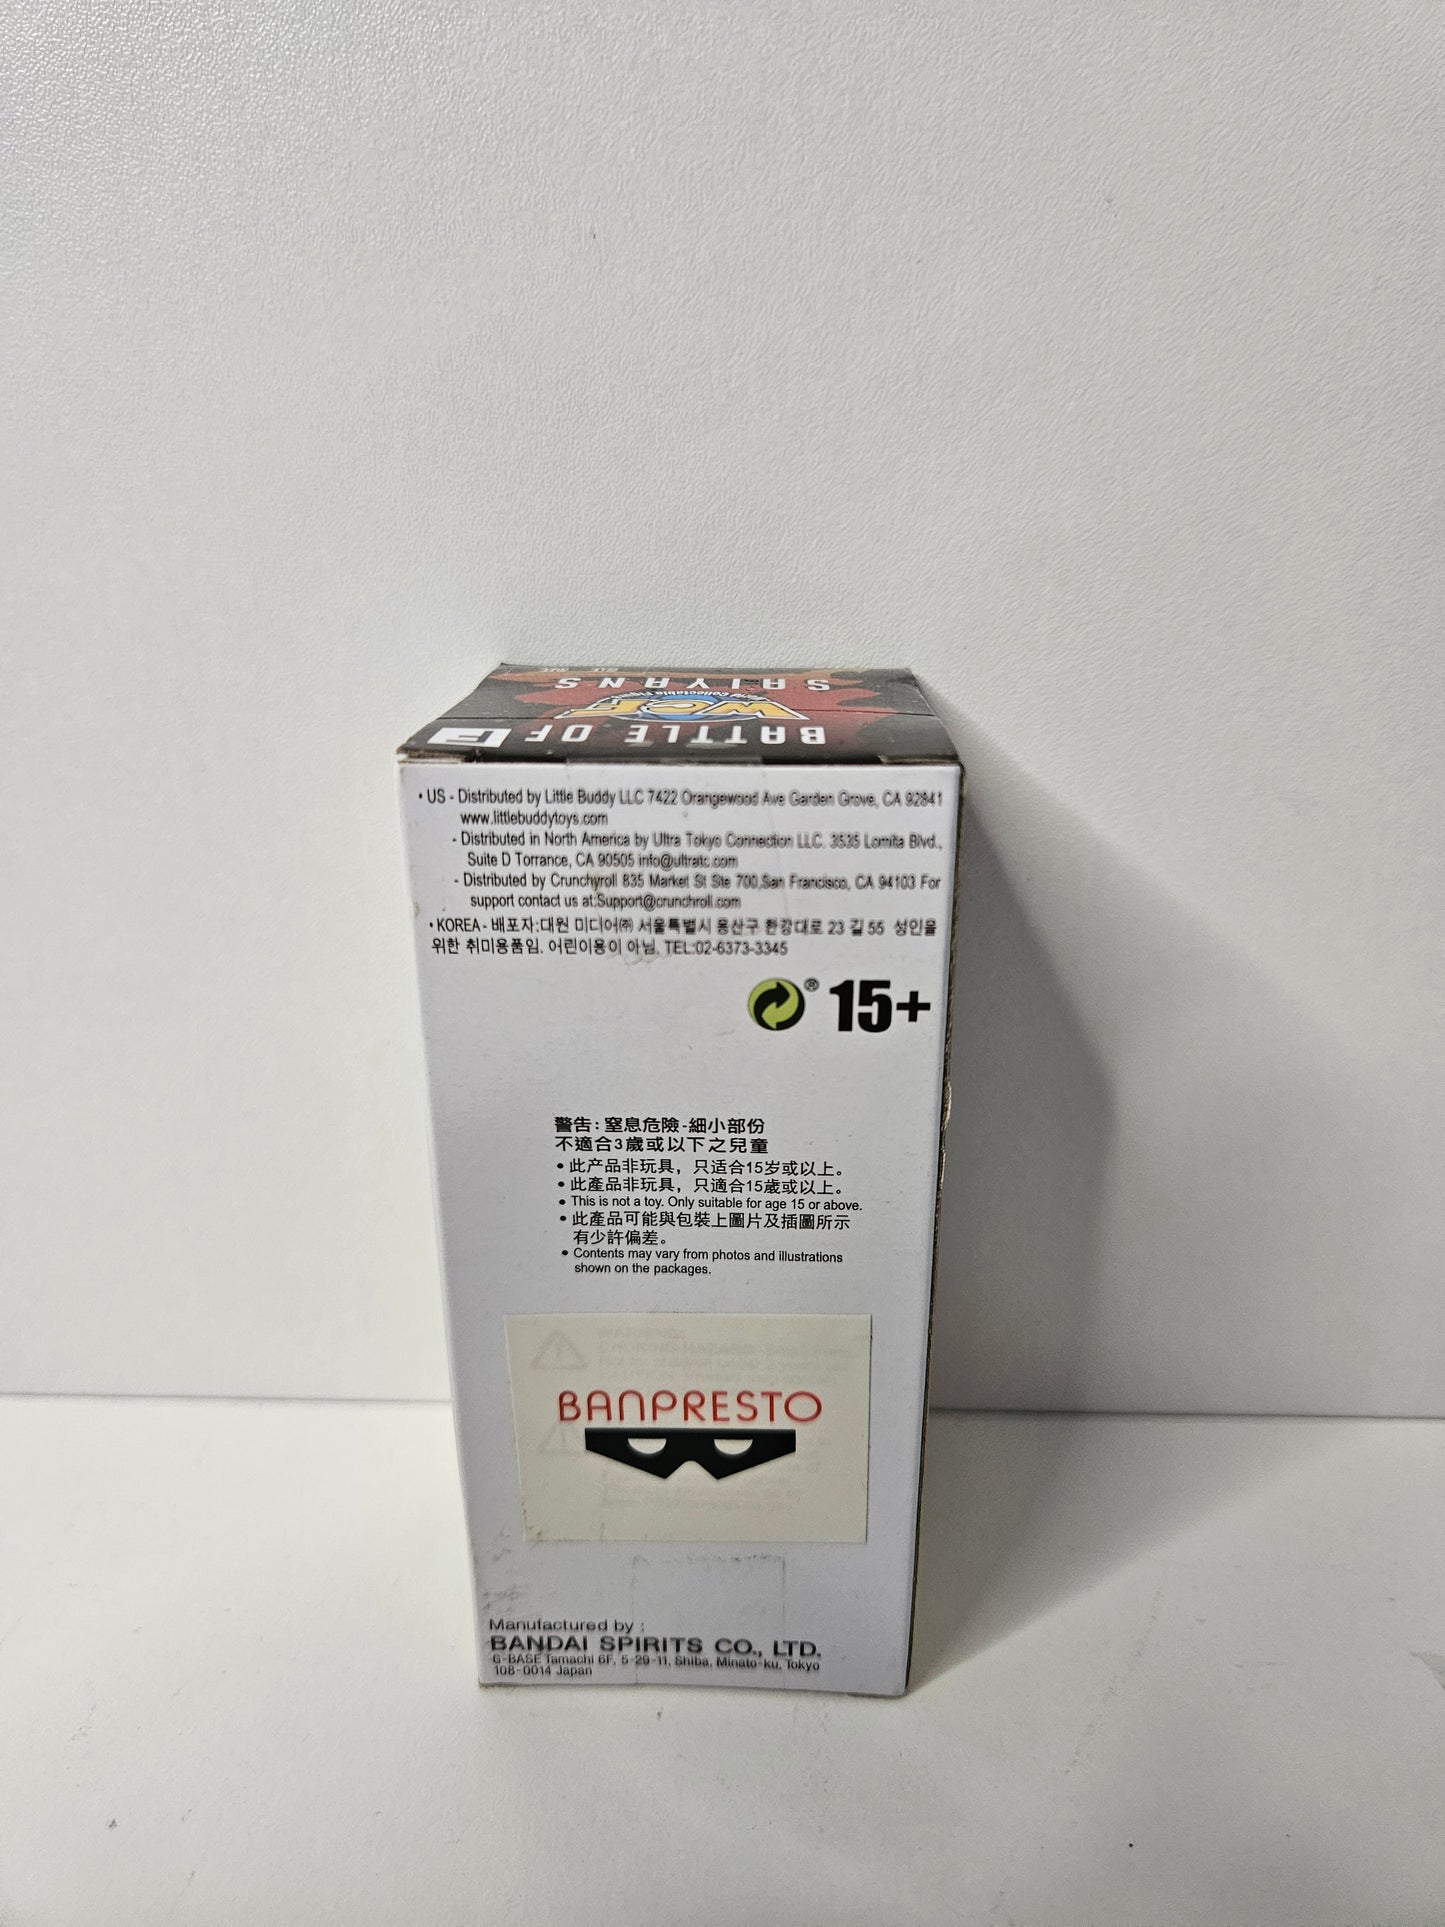 SAIYANS
WCF
World Collectable Figure
BATTLE OF
F
• US - Distributed by Little Buddy LLC 7422 Orangewood Ave Garden Grove, CA 92841
www.littlebuddytoys.com
- Distributed in North America by Ultra Tokyo Connection LLC. 3535 Lomita Blvd.,
Suite D Torrance, CA 90505 info@ultratc.com
- Distributed by Crunchyroll 835 Market St Ste 700,San Francisco, CA 94103 For
support contact us at:Support@crunchroll.com
• KOREA - 배포자:대원 미디어㈜ 서울특별시 용산구 한강대로 23 길 55 성인을
위한 취미용품임. 어린이용이 아님. TEL:02-6373-3345
® 15+
警告: 窒息危險-細小部份
不適合3歲或以下之兒童
• 此产品非玩具，只适合15岁或以上。
• 此產品非玩具，只適合15歲或以上。
• This is not a toy. Only suitable for age 15 or above.
• 此產品可能與包裝上圖片及插圖所示
有少許偏差。
• Contents may vary from photos and illustrations
shown on the packages.
BANPRESTO
Manufactured by :
BANDAI SPIRITS CO., LTD.
G-BASE Tamachi 6F, 5-29-11, Shiba, Minato-ku, Tokyo
108-0014 Japan